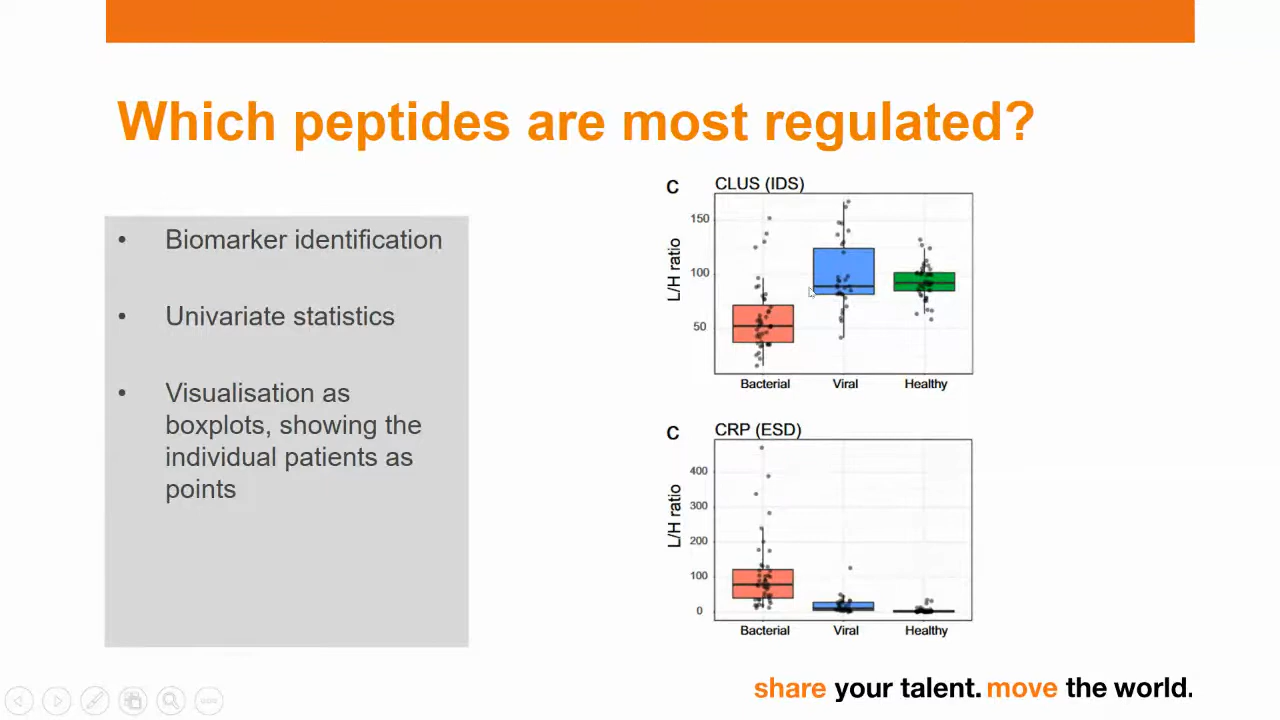 Which peptides are most regulated?
• Biomarker identification
• Univariate statistics
• Visualisation as
boxplots, showing the
individual patients as
points
C CLUS (IDS)
L/H ratio
150
100
50
Bacterial Viral Healthy
C CRP (ESD)
L/H ratio
400
300
200
100
0
Bacterial Viral Healthy
share your talent. move the world.